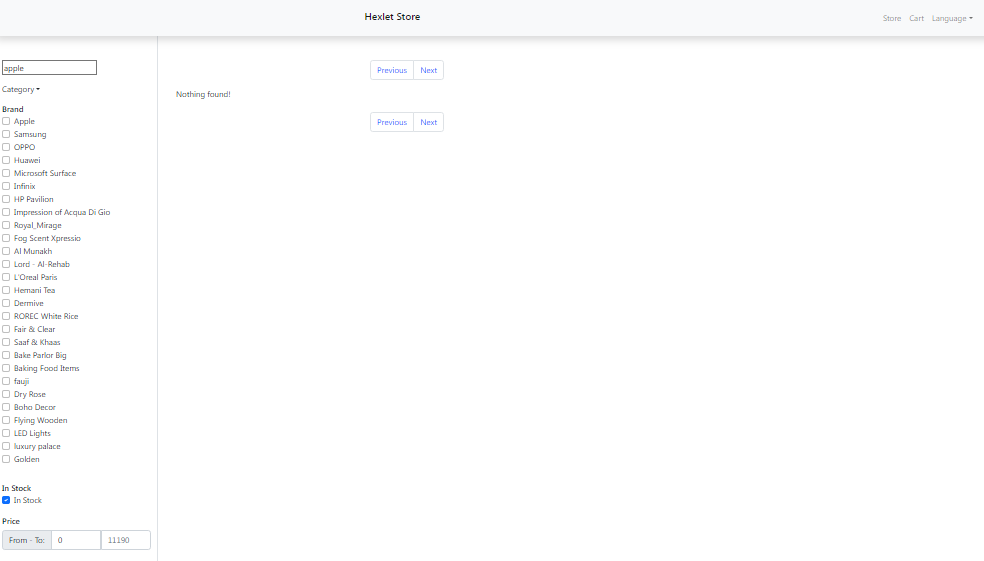 Hexlet Store
Store Cart Language
apple
Category
Brand
Apple
Samsung
OPPO
Huawei
Microsoft Surface
Infinix
HP Pavilion
Impression of Acqua Di Gio
Royal_Mirage
Fog Scent Xpressio
Al Munakh
Lord - Al-Rehab
L'Oreal Paris
Hemani Tea
Dermive
ROREC White Rice
Fair & Clear
Saaf & Khaas
Bake Parlor Big
Baking Food Items
fauji
Dry Rose
Boho Decor
Flying Wooden
LED Lights
luxury palace
Golden
In Stock
In Stock
Price
From - To: 0 11190
Previous Next
Nothing found!
Previous Next